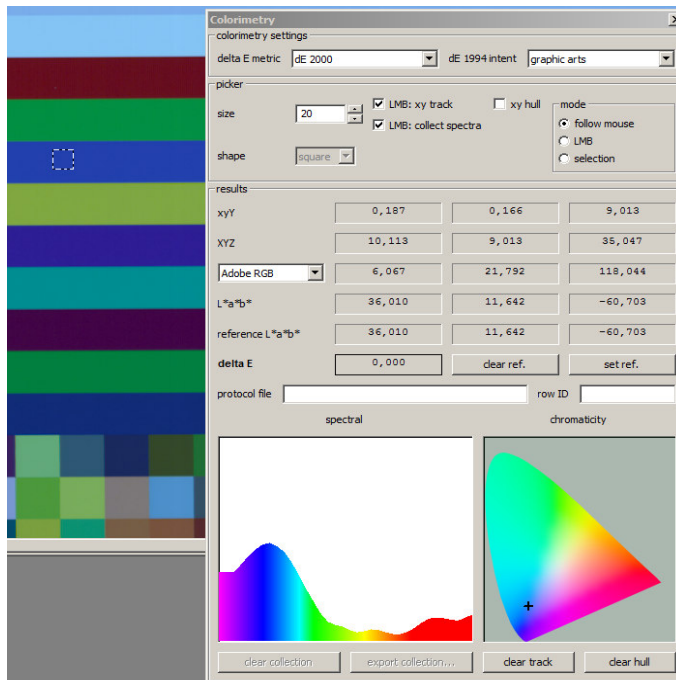 Colorimetry
colorimetry settings
delta E metric dE 2000 dE 1994 intent graphic arts
picker
size 20 LMB: xy track xy hull mode
LMB: collect spectra follow mouse
LMB
shape square selection
results
xyY 0,187 0,166 9,013
XYZ 10,113 9,013 35,047
Adobe RGB 6,067 21,792 118,044
L*a*b* 36,010 11,642 -60,703
reference L*a*b* 36,010 11,642 -60,703
delta E 0,000 clear ref. set ref.
protocol file row ID
spectral chromaticity
clear collection export collection... clear track clear hull